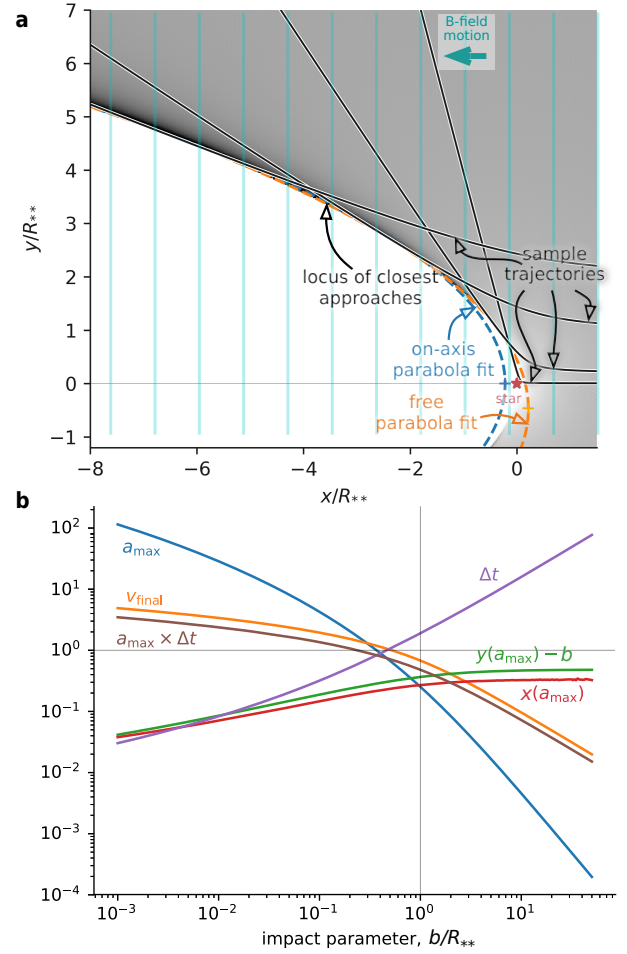 a
7
6
5
4
3
2
1
0
−1
y/R**
B-field
motion
sample
trajectories
locus of closest
approaches
on-axis
parabola fit
star
free
parabola fit
−8
−6
−4
−2
0
x/R**
b
10²
10¹
10⁰
10⁻¹
10⁻²
10⁻³
10⁻⁴
a_max
Δt
v_final
a_max × Δt
y(a_max) − b
x(a_max)
10⁻³
10⁻²
10⁻¹
10⁰
10¹
impact parameter, b/R**